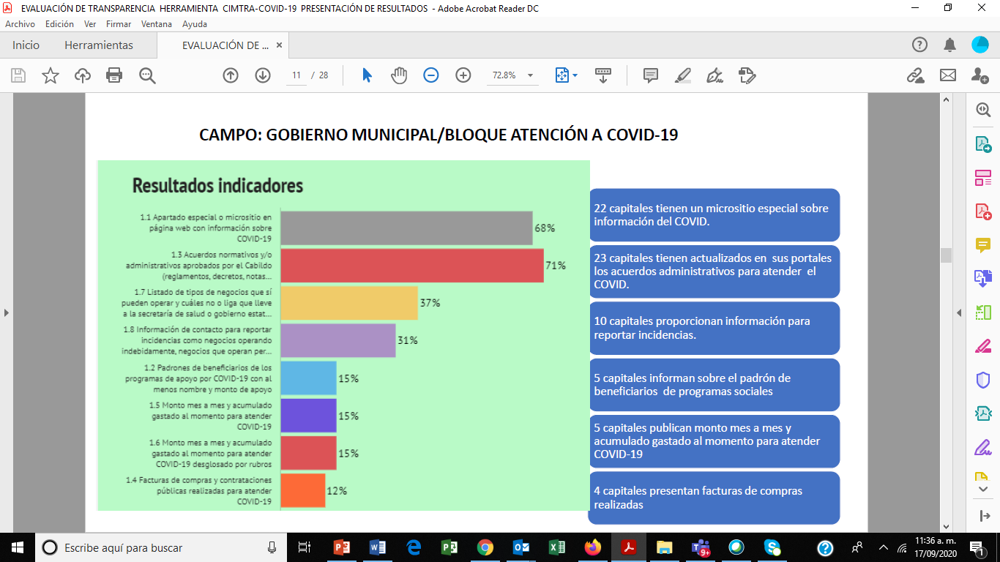 EVALUACIÓN DE TRANSPARENCIA HERRAMIENTA CIMTRA-COVID-19 PRESENTACIÓN DE RESULTADOS - Adobe Acrobat Reader DC
Archivo Edición Ver Firmar Ventana Ayuda
Inicio Herramientas EVALUACIÓN DE ... ×
11 / 28 72.8%
CAMPO: GOBIERNO MUNICIPAL/BLOQUE ATENCIÓN A COVID-19
Resultados indicadores
1.1 Apartado especial o micrositio en
página web con información sobre
COVID-19
68%
1.3 Acuerdos normativos y/o
administrativos aprobados por el Cabildo
(reglamentos, decretos, notas...
71%
1.7 Listado de tipos de negocios que sí
pueden operar y cuáles no o liga que lleve
a la secretaría de salud o gobierno estat...
37%
1.8 Información de contacto para reportar
incidencias como negocios operando
indebidamente, negocios que operan per...
31%
1.2 Padrones de beneficiarios de los
programas de apoyo por COVID-19 con al
menos nombre y monto de apoyo
15%
1.5 Monto mes a mes y acumulado
gastado al momento para atender
COVID-19
15%
1.6 Monto mes a mes y acumulado
gastado al momento para atender
COVID-19 desglosado por rubros
15%
1.4 Facturas de compras y contrataciones
públicas realizadas para atender
COVID-19
12%
22 capitales tienen un micrositio especial sobre
información del COVID.
23 capitales tienen actualizados en sus portales
los acuerdos administrativos para atender el
COVID.
10 capitales proporcionan información para
reportar incidencias.
5 capitales informan sobre el padrón de
beneficiarios de programas sociales
5 capitales publican monto mes a mes y
acumulado gastado al momento para atender
COVID-19
4 capitales presentan facturas de compras
realizadas
Escribe aquí para buscar
9+
11:36 a. m.
17/09/2020
1